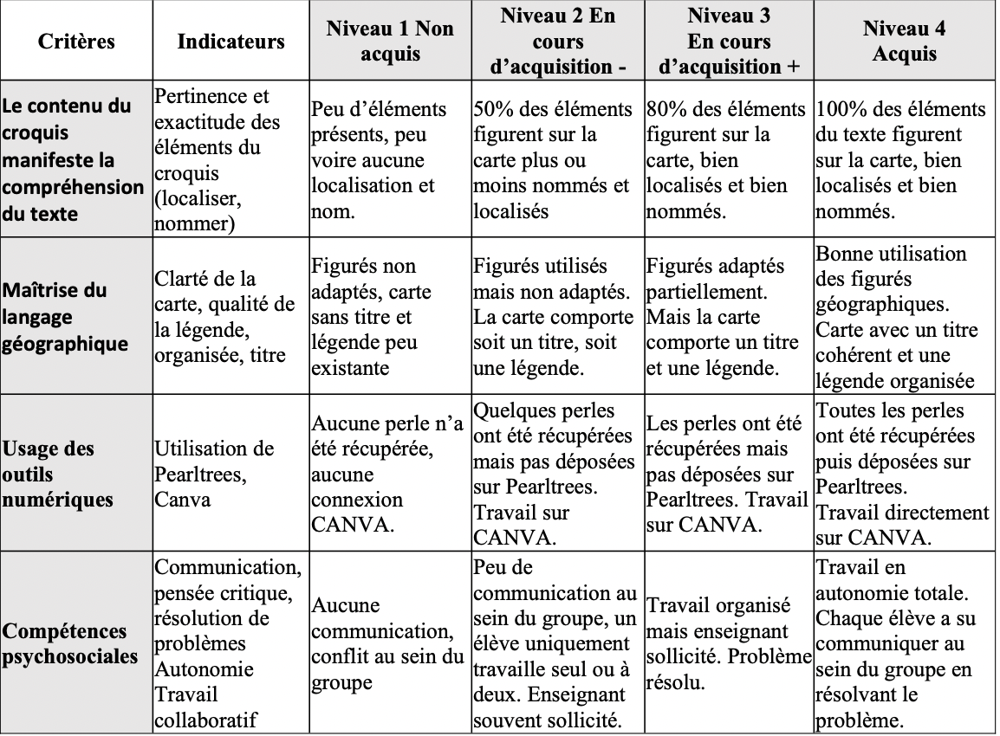 Critères
Indicateurs
Niveau 1 Non
acquis
Niveau 2 En
cours
d’acquisition -
Niveau 3
En cours
d’acquisition +
Niveau 4
Acquis
Le contenu du
croquis
manifeste la
compréhension
du texte
Pertinence et
exactitude des
éléments du
croquis
(localiser,
nommer)
Peu d’éléments
présents, peu
voire aucune
localisation et
nom.
50% des éléments
figurent sur la
carte plus ou
moins nommés et
localisés
80% des éléments
figurent sur la
carte, bien
localisés et bien
nommés.
100% des éléments
du texte figurent
sur la carte, bien
localisés et bien
nommés.
Maîtrise du
langage
géographique
Clarté de la
carte, qualité de
la légende,
organisée, titre
Figurés non
adaptés, carte
sans titre et
légende peu
existante
Figurés utilisés
mais non adaptés.
La carte comporte
soit un titre, soit
une légende.
Figurés adaptés
partiellement.
Mais la carte
comporte un titre
et une légende.
Bonne utilisation
des figurés
géographiques.
Carte avec un titre
cohérent et une
légende organisée
Usage des
outils
numériques
Utilisation de
Pearltrees,
Canva
Aucune perle n’a
été récupérée,
aucune
connexion
CANVA.
Quelques perles
ont été récupérées
mais pas déposées
sur Pearltrees.
Travail sur
CANVA.
Les perles ont été
récupérées mais
pas déposées sur
Pearltrees. Travail
sur CANVA.
Toutes les perles
ont été récupérées
puis déposées sur
Pearltrees.
Travail directement
sur CANVA.
Compétences
psychosociales
Communication,
pensée critique,
résolution de
problèmes
Autonomie
Travail
collaboratif
Aucune
communication,
conflit au sein du
groupe
Peu de
communication au
sein du groupe, un
élève uniquement
travaille seul ou à
deux. Enseignant
souvent sollicité.
Travail organisé
mais enseignant
sollicité. Problème
résolu.
Travail en
autonomie totale.
Chaque élève a su
communiquer au
sein du groupe en
résolvant le
problème.